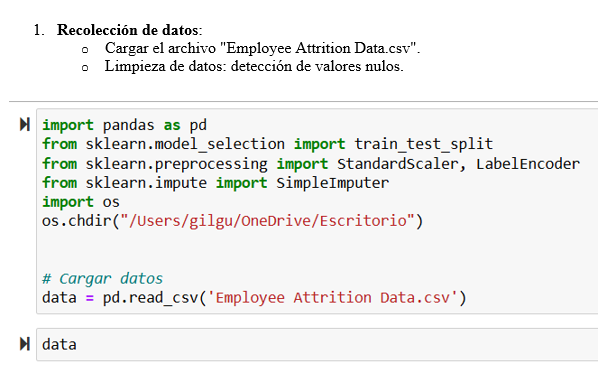 1. Recolección de datos:
o Cargar el archivo "Employee Attrition Data.csv".
o Limpieza de datos: detección de valores nulos.
import pandas as pd
from sklearn.model_selection import train_test_split
from sklearn.preprocessing import StandardScaler, LabelEncoder
from sklearn.impute import SimpleImputer
import os
os.chdir("/Users/gilgu/OneDrive/Escritorio")
# Cargar datos
data = pd.read_csv('Employee Attrition Data.csv')
data